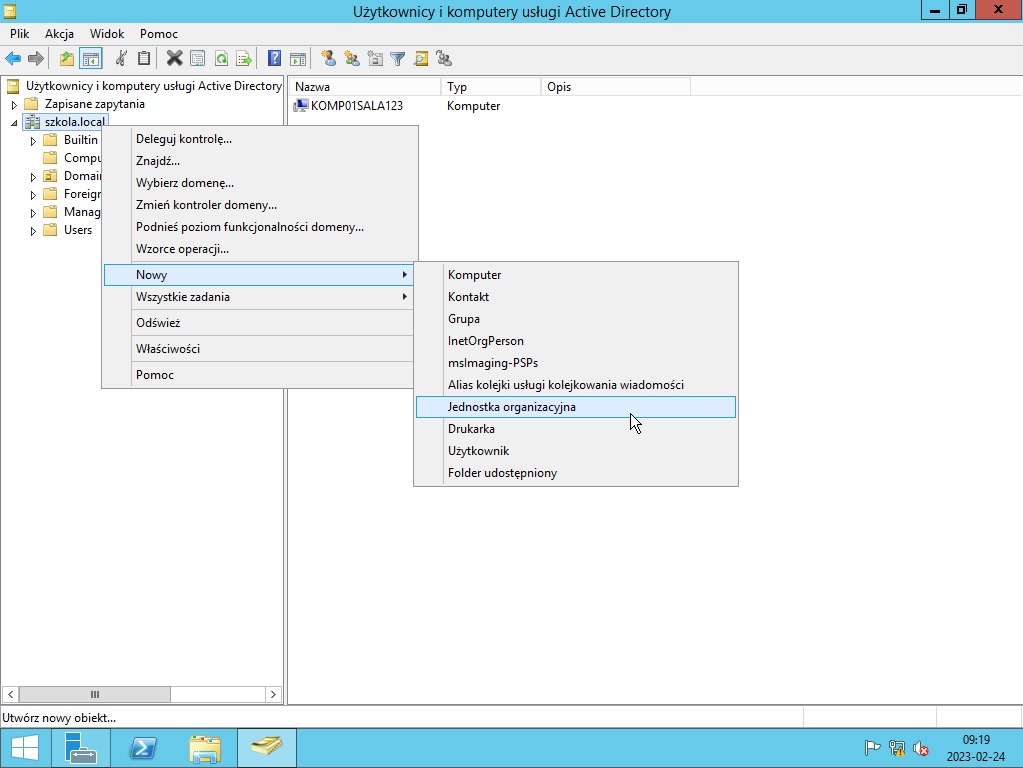 Użytkownicy i komputery usługi Active Directory
Plik Akcja Widok Pomoc
Użytkownicy i komputery usługi Active Directory
Zapisane zapytania
szkola.local
Builtin
Compu
Domain
Foreign
Manag
Users
Nazwa Typ Opis
KOMP01SALA123 Komputer
Deleguj kontrolę...
Znajdź...
Wybierz domenę...
Zmień kontroler domeny...
Podnieś poziom funkcjonalności domeny...
Wzorce operacji...
Nowy
Wszystkie zadania
Odśwież
Właściwości
Pomoc
Komputer
Kontakt
Grupa
InetOrgPerson
msImaging-PSPs
Alias kolejki usługi kolejkowania wiadomości
Jednostka organizacyjna
Drukarka
Użytkownik
Folder udostępniony
Utwórz nowy obiekt...
09:19
2023-02-24